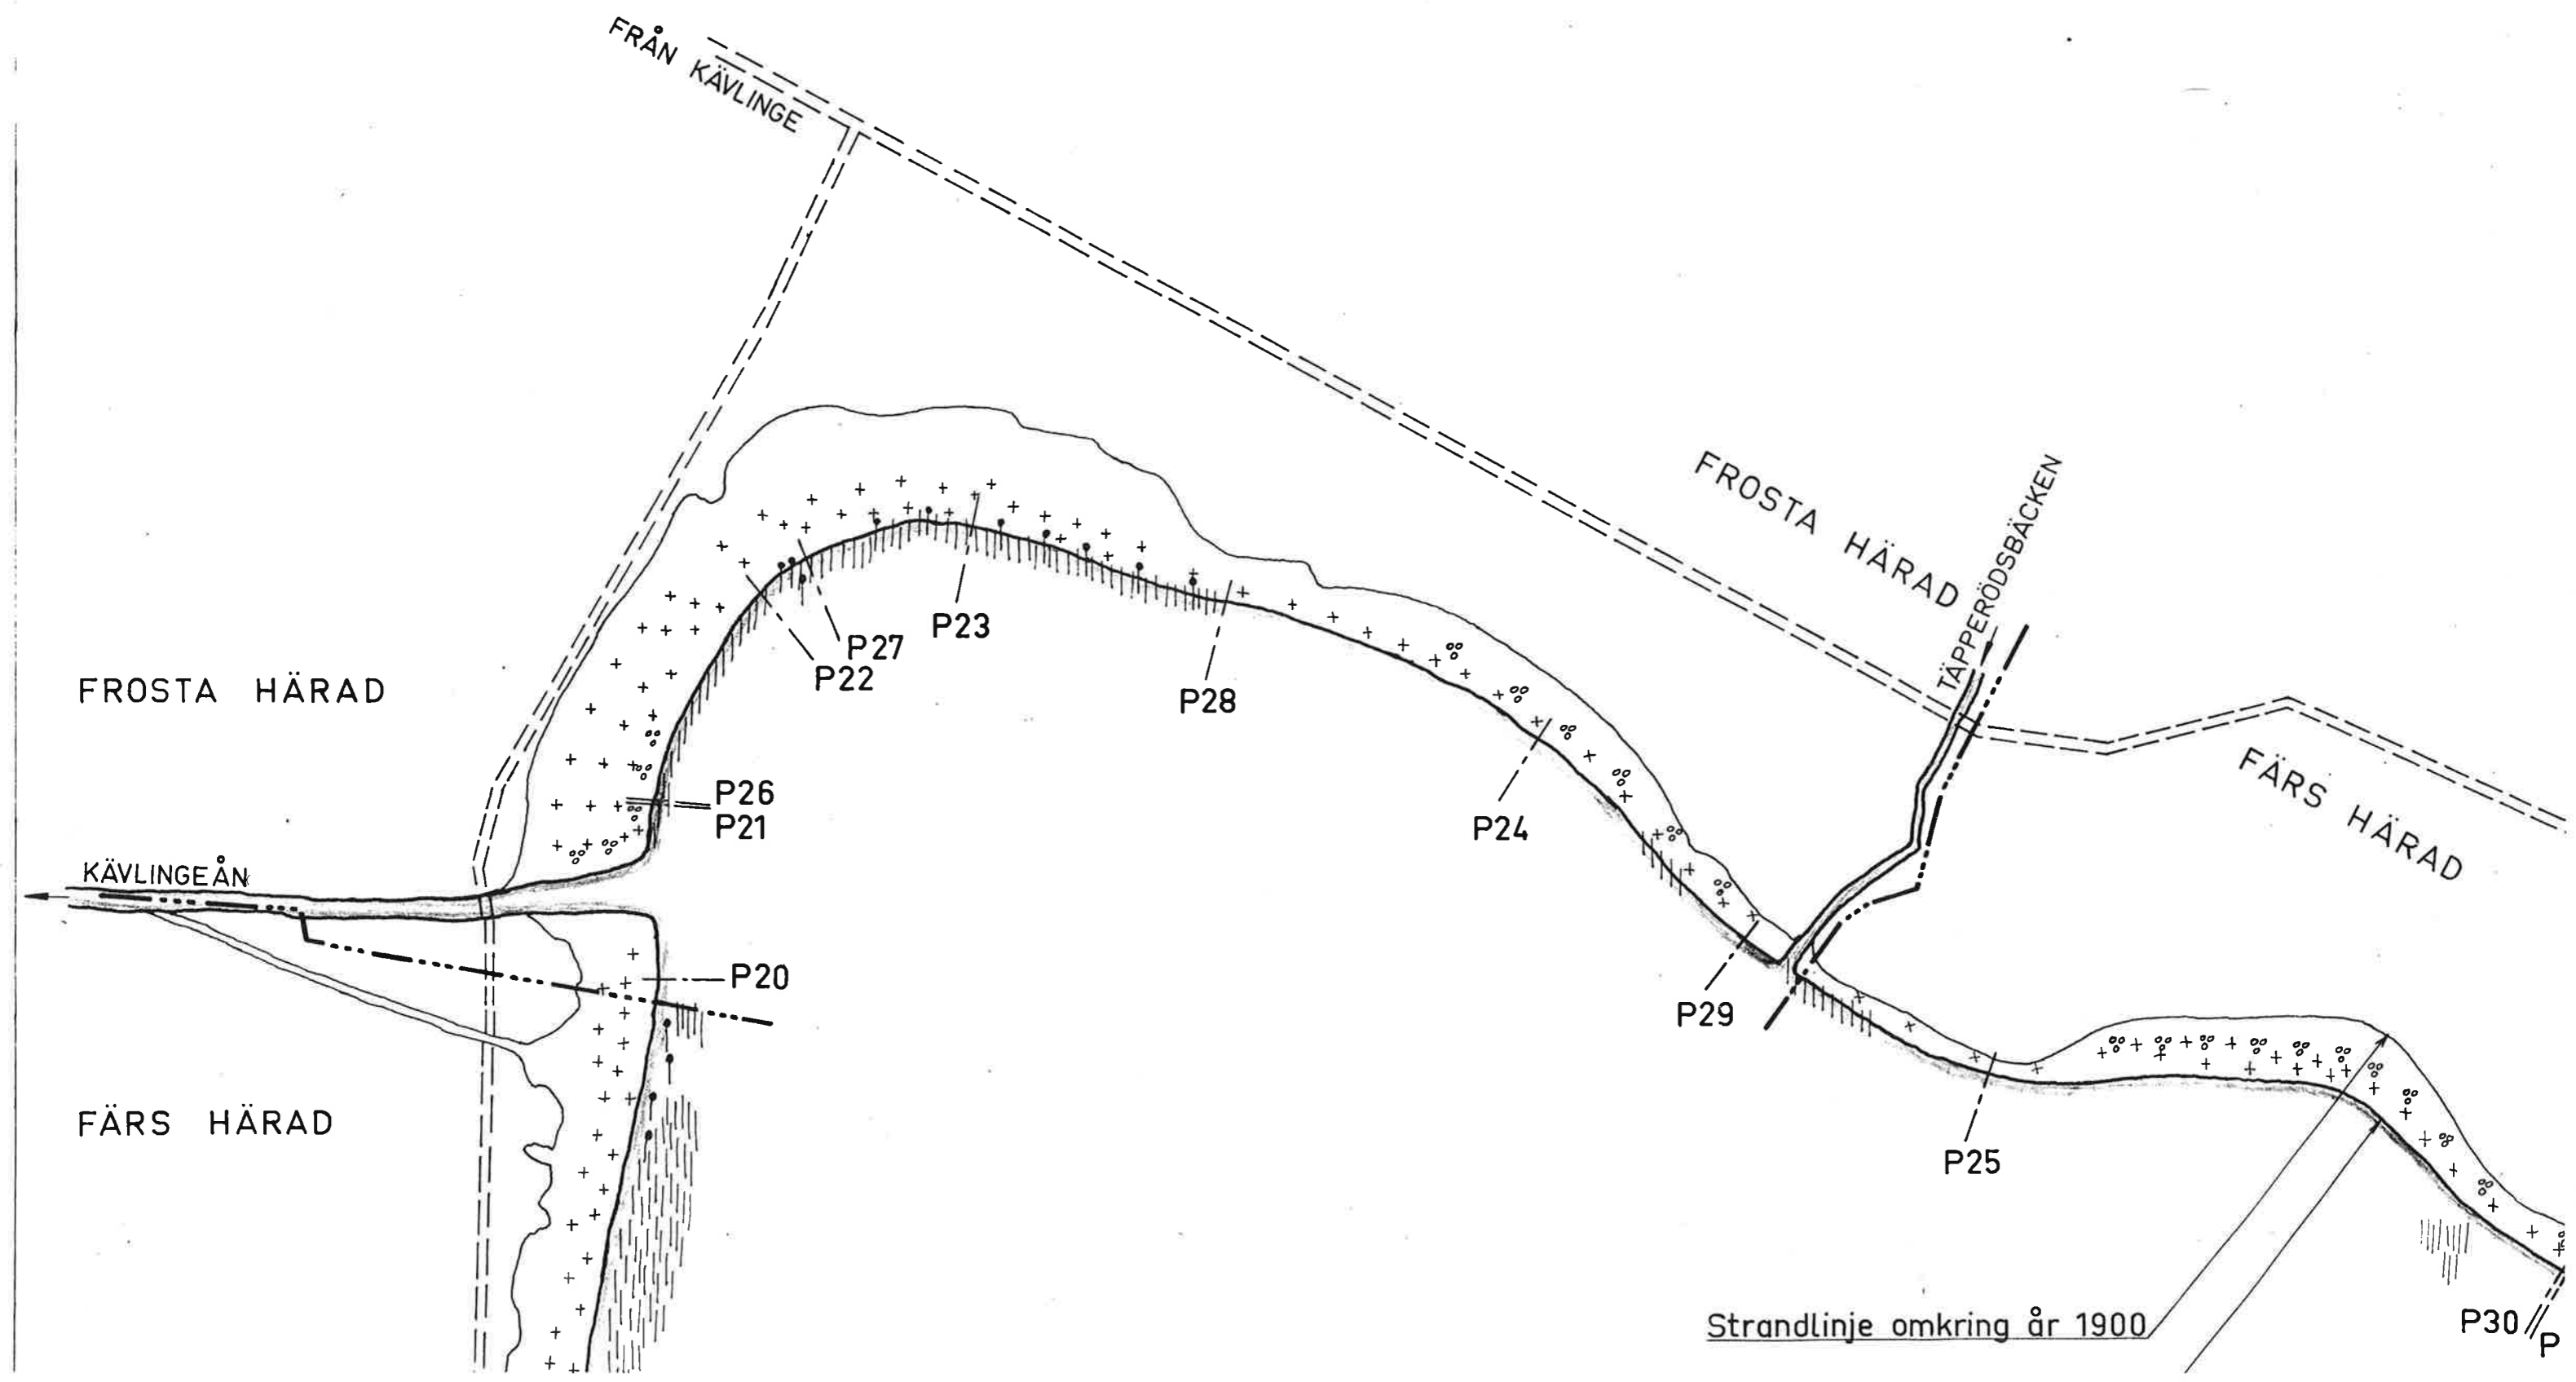 FRÅN KÄVLINGE
FROSTA HÄRAD
TÄPPERÖDSBÄCKEN
P23
P27
P22
FROSTA HÄRAD
P28
FÄRS HÄRAD
P26
P21
P24
KÄVLINGEÅN
P20
P29
FÄRS HÄRAD
P25
Strandlinje omkring år 1900
P30
P